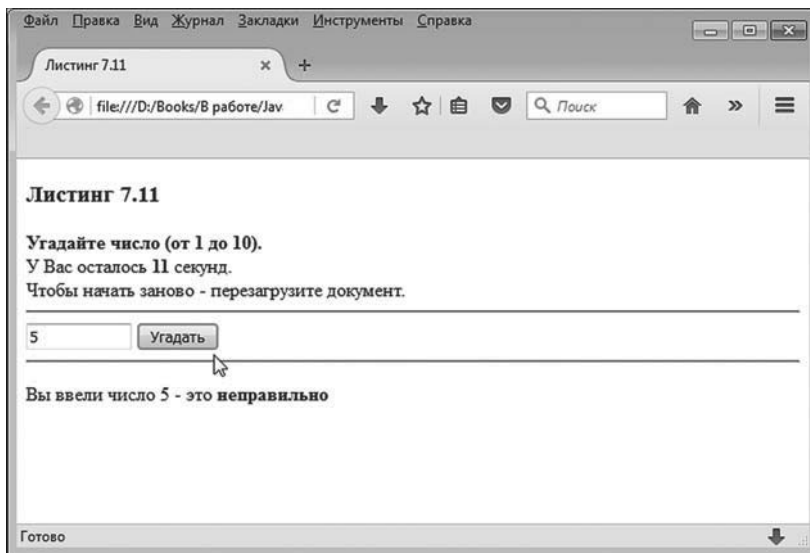 Файл Правка Вид Журнал Закладки Инструменты Справка
Листинг 7.11
file:///D:/Books/В работе/Jav
Поиск
Листинг 7.11
Угадайте число (от 1 до 10).
У Вас осталось 11 секунд.
Чтобы начать заново - перезагрузите документ.
5 Угадать
Вы ввели число 5 - это неправильно
Готово